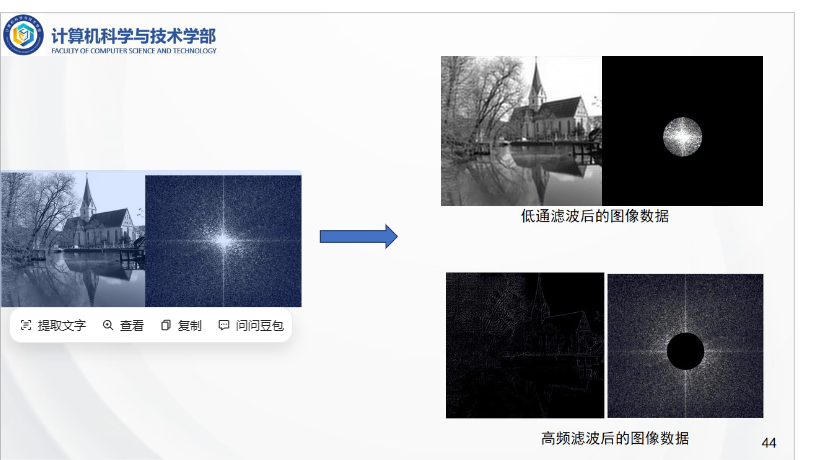 计算机科学与技术学部
FACULTY OF COMPUTER SCIENCE AND TECHNOLOGY
低通滤波后的图像数据
提取文字 查看 复制 问问豆包
高频滤波后的图像数据
44